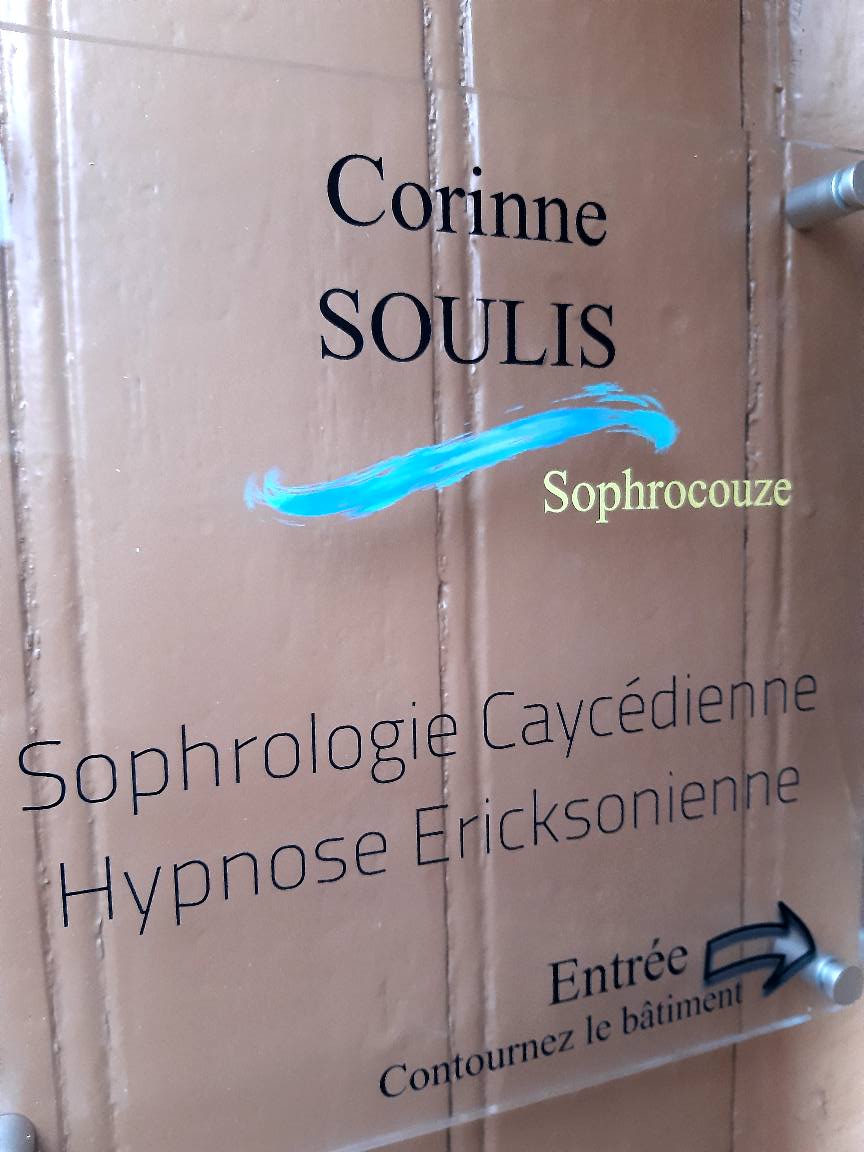 Corinne
SOULIS
Sophrocouze
Sophrologie Caycédienne
Hypnose Ericksonienne
Entrée
Contournez le bâtiment